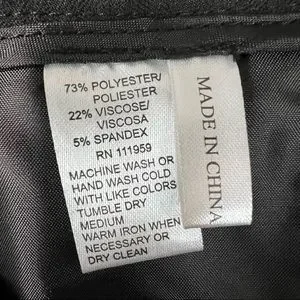 73% POLYESTER/
POLIESTER
22% VISCOSE/
VISCOSA
5% SPANDEX
RN 111959
MACHINE WASH OR
HAND WASH COLD
WITH LIKE COLORS
TUMBLE DRY
MEDIUM
WARM IRON WHEN
NECESSARY OR
DRY CLEAN
MADE IN CHINA